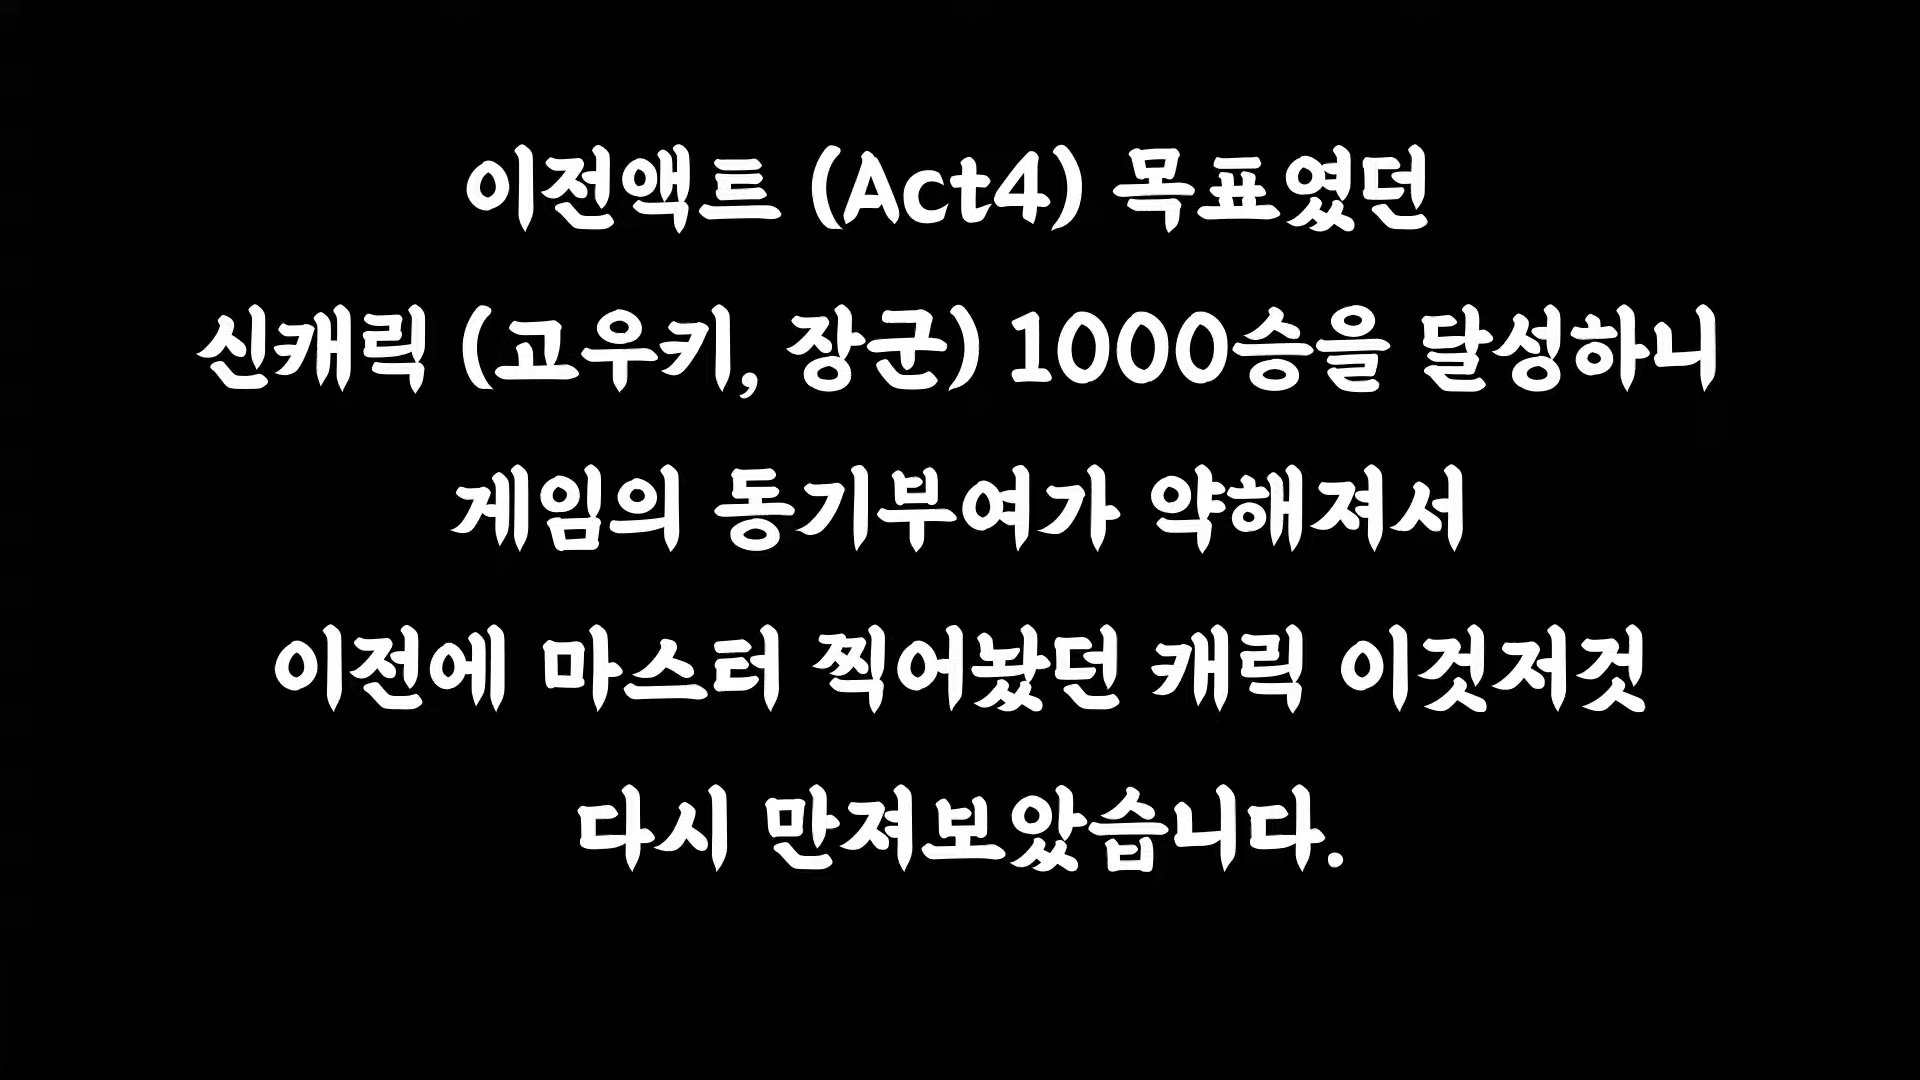 이전액트 (Act4) 목표였던
신캐릭 (고우키, 장군) 1000승을 달성하니
게임의 동기부여가 약해져서
이전에 마스터 찍어놨던 캐릭 이것저것
다시 만져보았습니다.